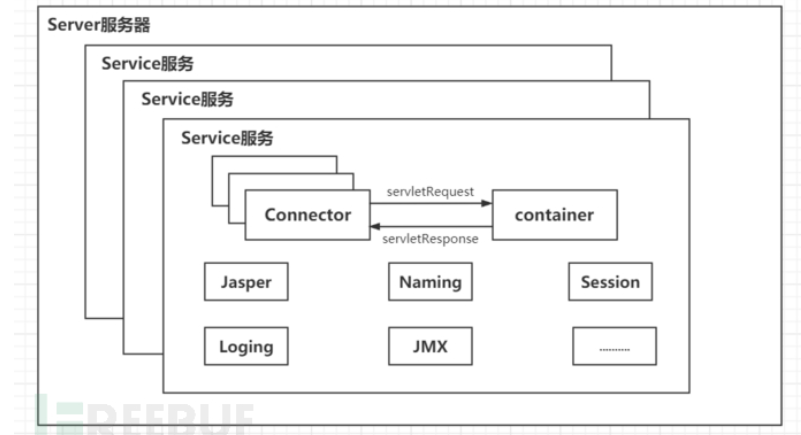 Server服务器
Service服务
Service服务
Service服务
servletRequest
Connector
container
servletResponse
Jasper
Naming
Session
Loging
JMX
..........
FREEBUF